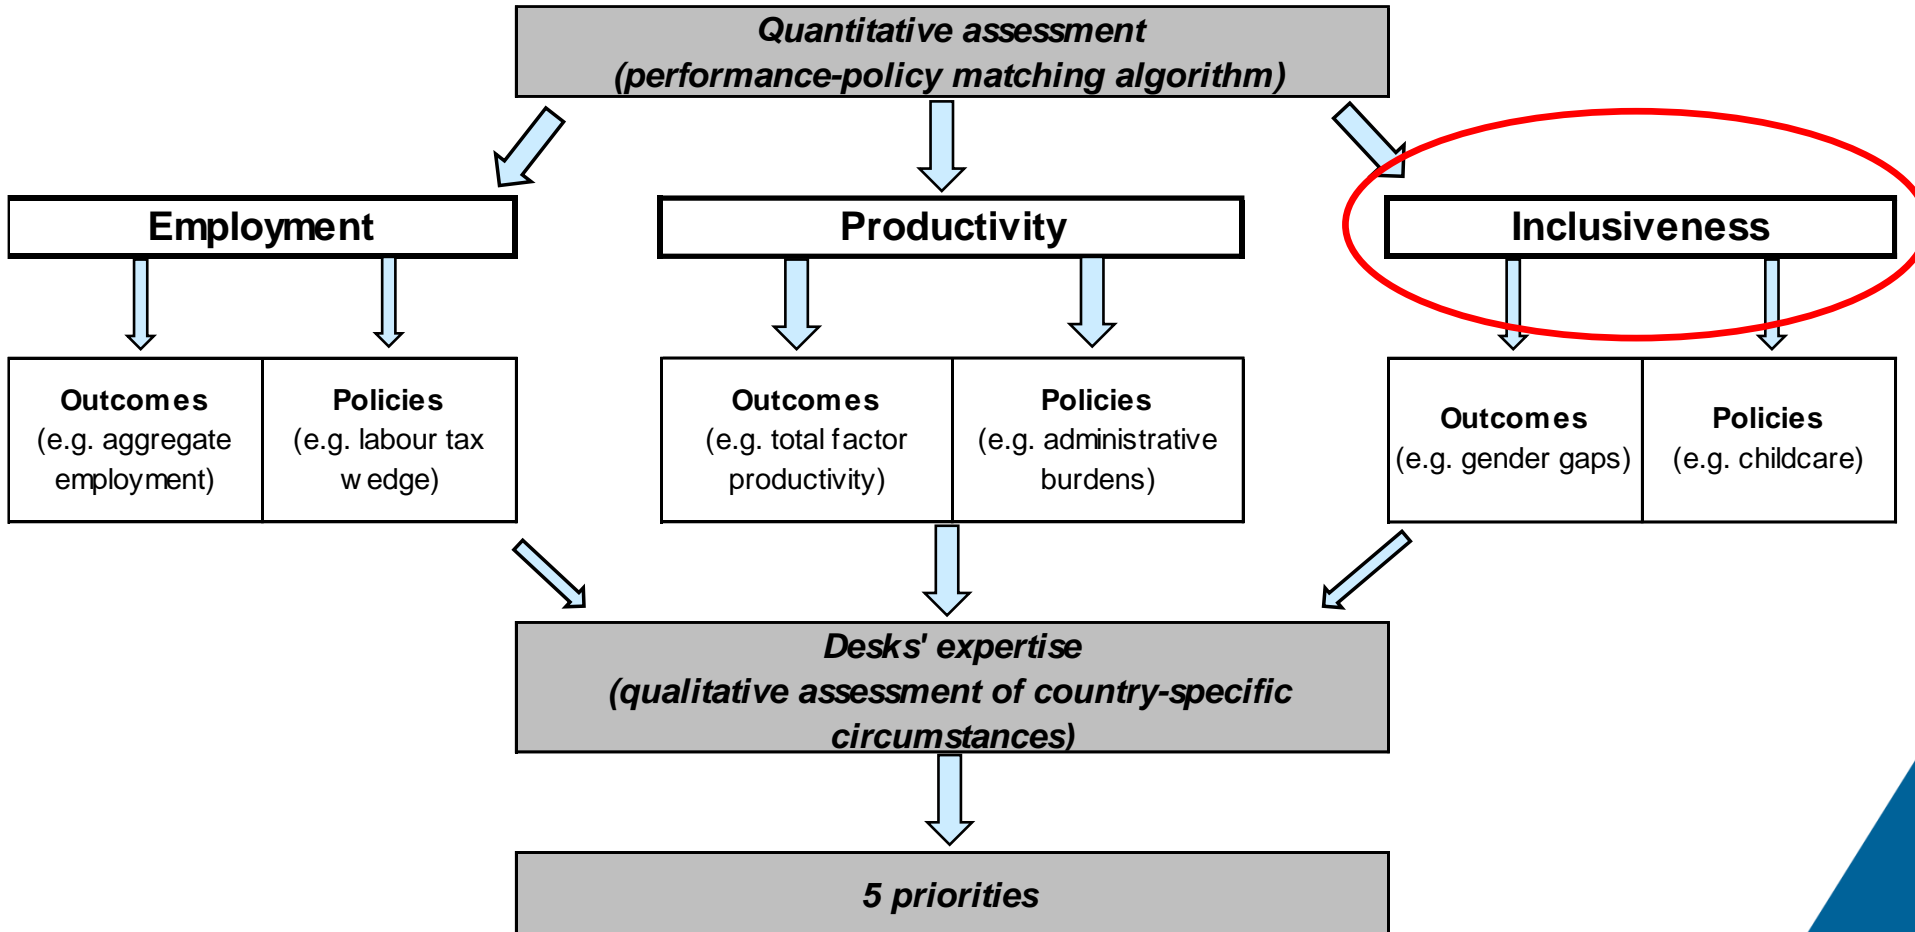 Quantitative assessment
(performance-policy matching algorithm)
Employment
Productivity
Inclusiveness
Outcomes
(e.g. aggregate
employment)
Policies
(e.g. labour tax
wedge)
Outcomes
(e.g. total factor
productivity)
Policies
(e.g. administrative
burdens)
Outcomes
(e.g. gender gaps)
Policies
(e.g. childcare)
Desks' expertise
(qualitative assessment of country-specific
circumstances)
5 priorities